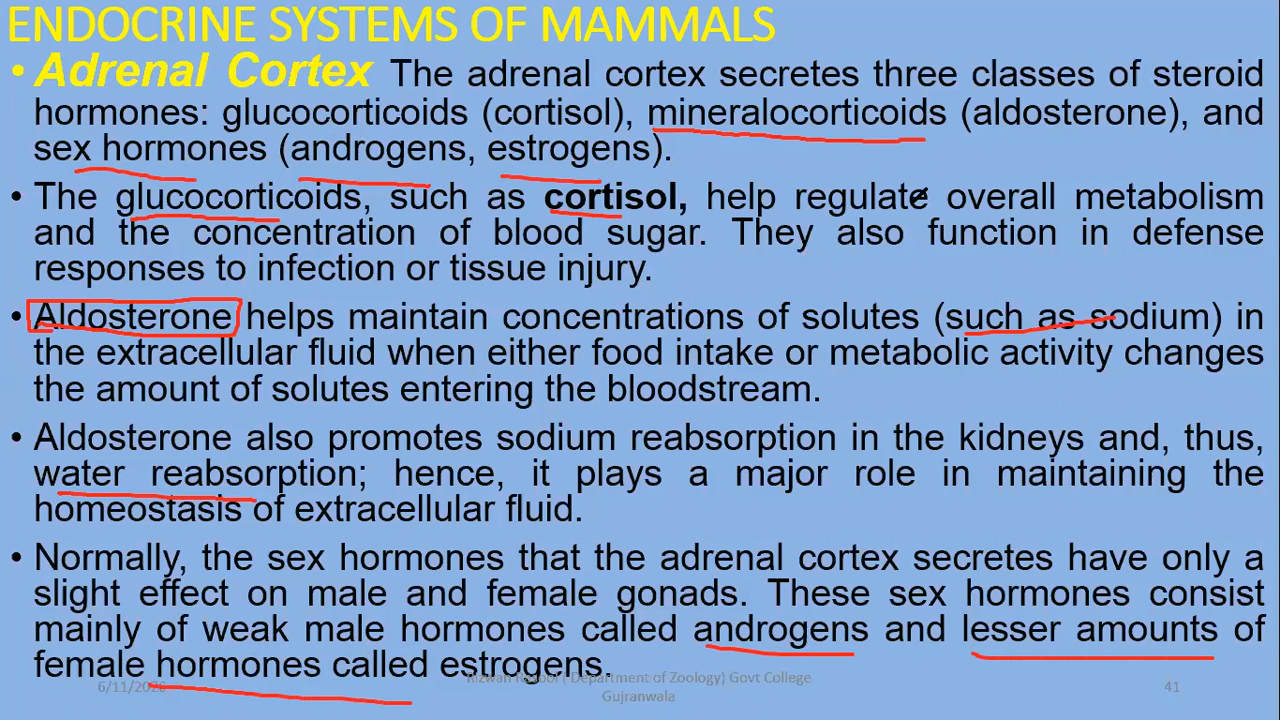 ENDOCRINE SYSTEMS OF MAMMALS
• Adrenal Cortex The adrenal cortex secretes three classes of steroid
hormones: glucocorticoids (cortisol), mineralocorticoids (aldosterone), and
sex hormones (androgens, estrogens).
• The glucocorticoids, such as cortisol, help regulate overall metabolism
and the concentration of blood sugar. They also function in defense
responses to infection or tissue injury.
• Aldosterone helps maintain concentrations of solutes (such as sodium) in
the extracellular fluid when either food intake or metabolic activity changes
the amount of solutes entering the bloodstream.
• Aldosterone also promotes sodium reabsorption in the kidneys and, thus,
water reabsorption; hence, it plays a major role in maintaining the
homeostasis of extracellular fluid.
• Normally, the sex hormones that the adrenal cortex secretes have only a
slight effect on male and female gonads. These sex hormones consist
mainly of weak male hormones called androgens and lesser amounts of
female hormones called estrogens.
( Department of Zoology) Govt College
Gujranwala
41